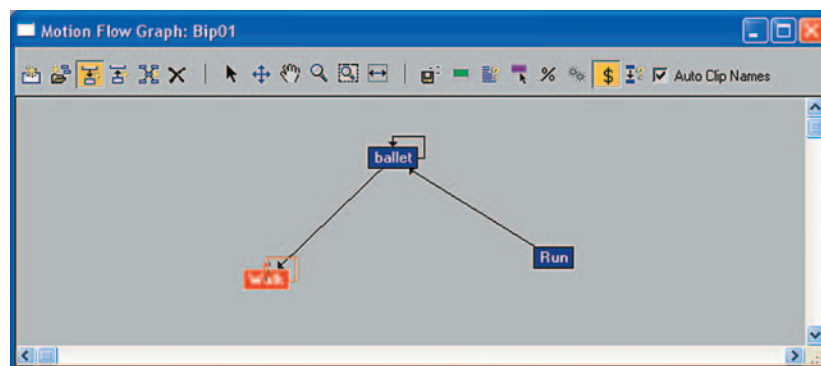 Motion Flow Graph: Bip01
% $ Auto Clip Names
ballet
Run
Walk